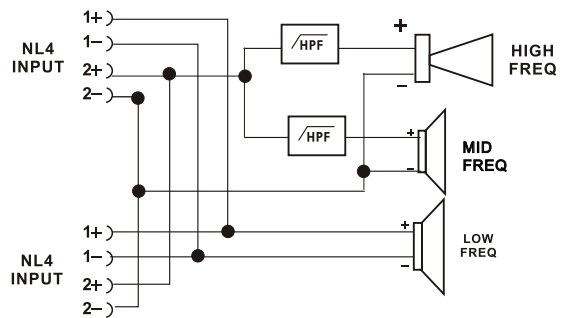 1+
1−
NL4
INPUT
2+
2−
HPF
+
−
HIGH
FREQ
HPF
+
−
MID
FREQ
1+
1−
NL4
INPUT
2+
2−
+
−
LOW
FREQ